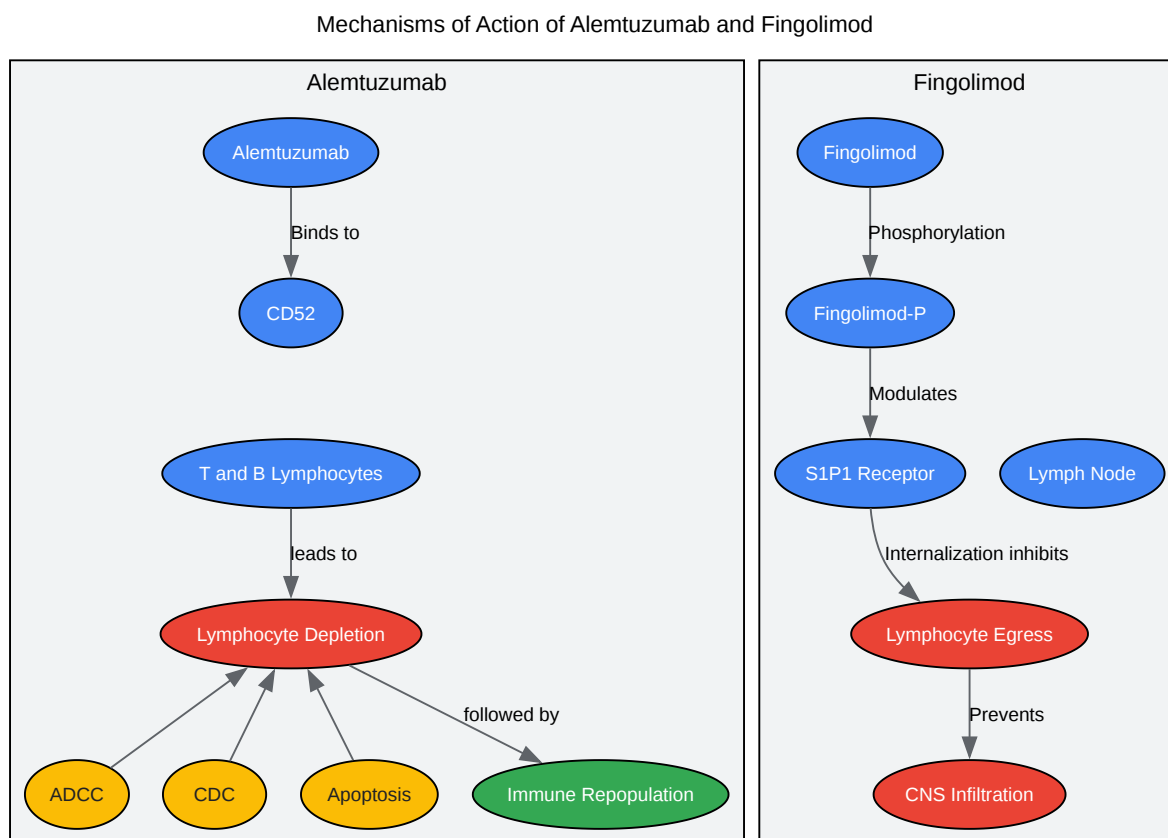 Mechanisms of Action of Alemtuzumab and Fingolimod
Alemtuzumab
Alemtuzumab
Binds to
CD52
T and B Lymphocytes
leads to
Lymphocyte Depletion
followed by
ADCC
CDC
Apoptosis
Immune Repopulation
Fingolimod
Fingolimod
Phosphorylation
Fingolimod-P
Modulates
S1P1 Receptor
Lymph Node
Internalization inhibits
Lymphocyte Egress
Prevents
CNS Infiltration